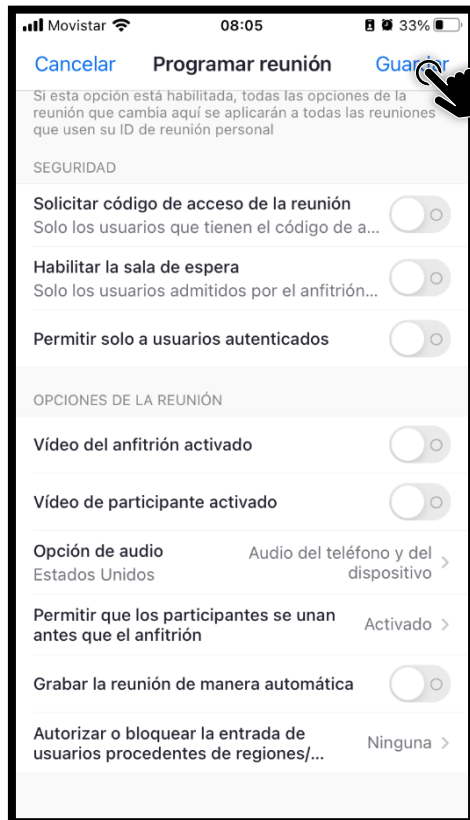 Movistar 08:05 33%
Cancelar Programar reunión Guardar
Si esta opción está habilitada, todas las opciones de la
reunión que cambia aquí se aplicarán a todas las reuniones
que usen su ID de reunión personal
SEGURIDAD
Solicitar código de acceso de la reunión
Solo los usuarios que tienen el código de a...
Habilitar la sala de espera
Solo los usuarios admitidos por el anfitrión...
Permitir solo a usuarios autenticados
OPCIONES DE LA REUNIÓN
Vídeo del anfitrión activado
Vídeo de participante activado
Opción de audio
Estados Unidos
Audio del teléfono y del
dispositivo
Permitir que los participantes se unan
antes que el anfitrión
Activado
Grabar la reunión de manera automática
Autorizar o bloquear la entrada de
usuarios procedentes de regiones/...
Ninguna